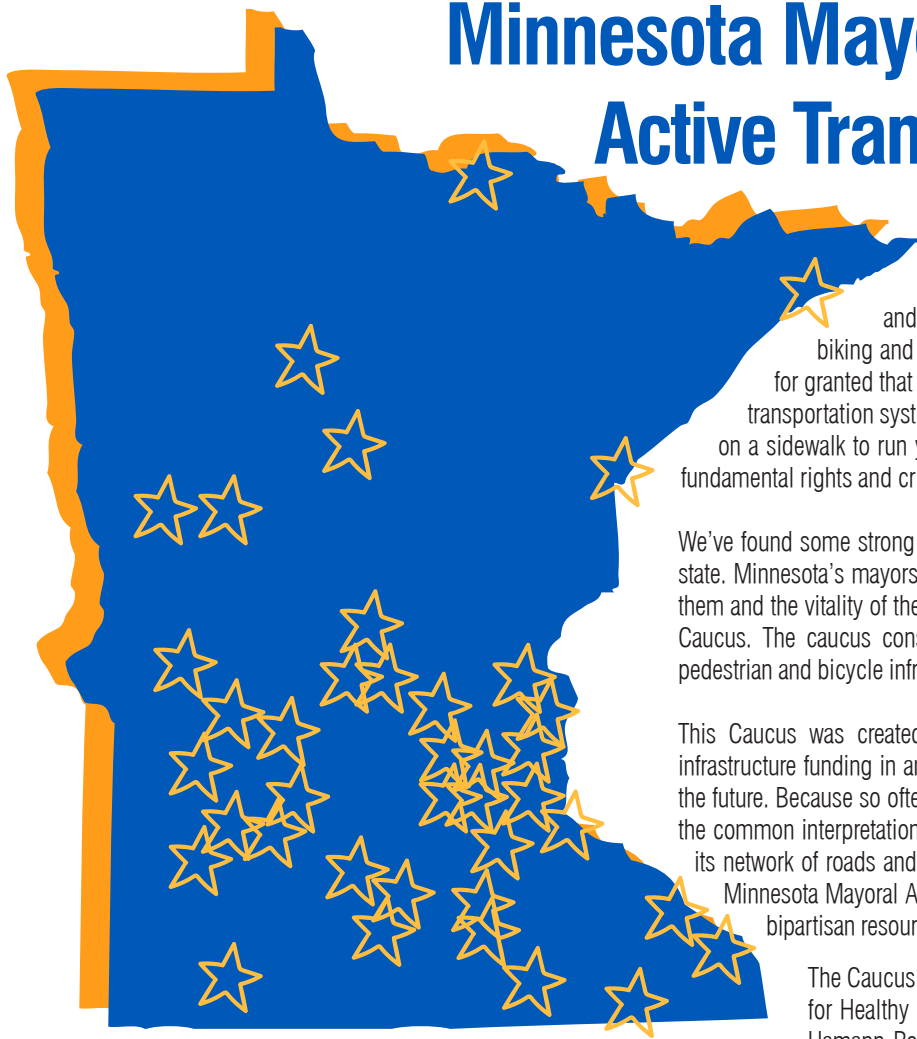 Minnesota Mayo
Active Tran
and
biking and
for granted that
transportation syst
on a sidewalk to run y
fundamental rights and cr
We've found some strong
state. Minnesota's mayors
them and the vitality of the
Caucus. The caucus cons
pedestrian and bicycle infr
This Caucus was created
infrastructure funding in an
the future. Because so ofte
the common interpretation
its network of roads and
Minnesota Mayoral A
bipartisan resour
The Caucus
for Healthy